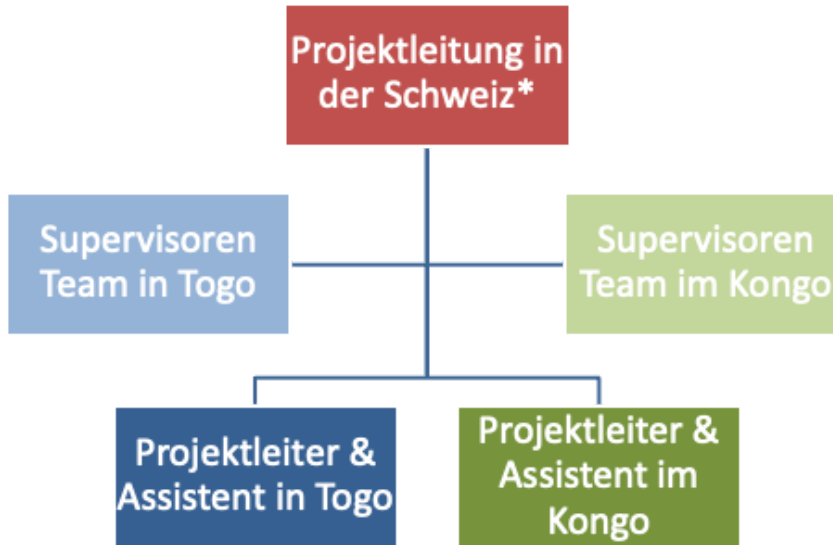 Projektleitung in
der Schweiz*
Supervisoren
Team in Togo
Supervisoren
Team im Kongo
Projektleiter &
Assistent in Togo
Projektleiter &
Assistent im
Kongo